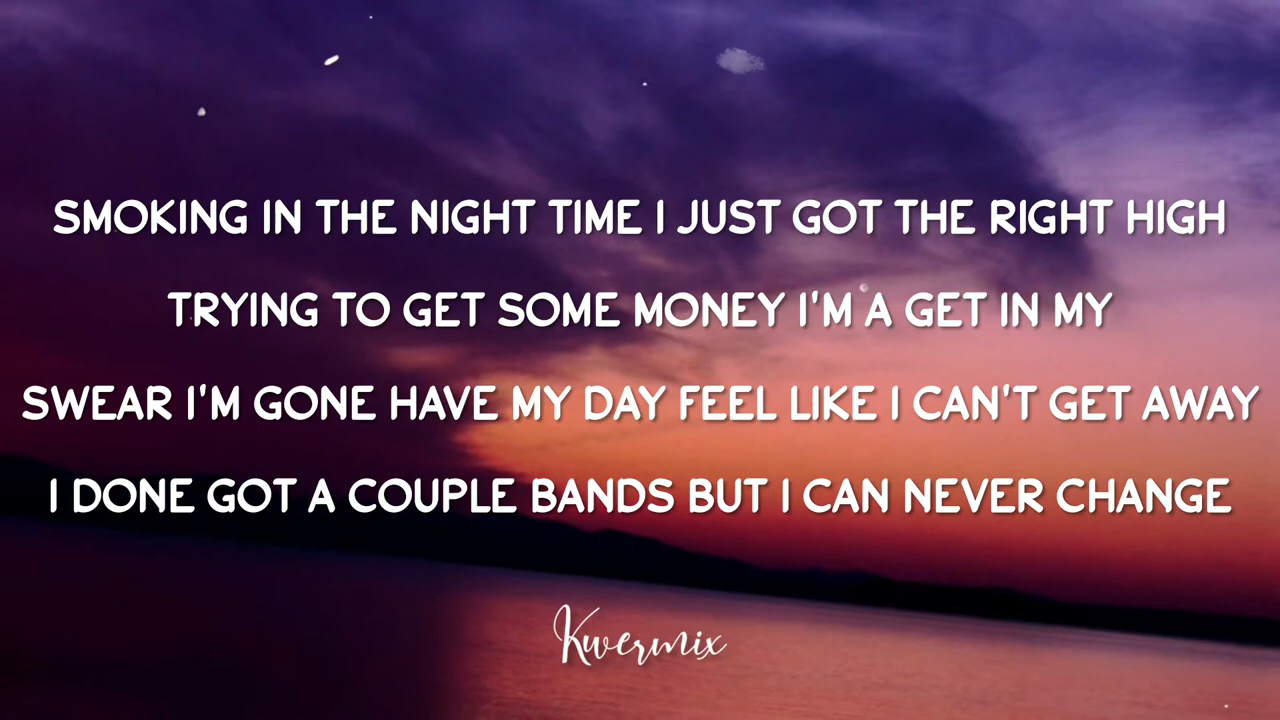 SMOKING IN THE NIGHT TIME I JUST GOT THE RIGHT HIGH
TRYING TO GET SOME MONEY I'M A GET IN MY
SWEAR I'M GONE HAVE MY DAY FEEL LIKE I CAN'T GET AWAY
I DONE GOT A COUPLE BANDS BUT I CAN NEVER CHANGE
Kwermix